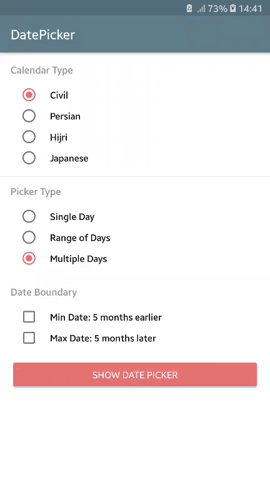 73% 14:41
DatePicker
Calendar Type
Civil
Persian
Hijri
Japanese
Picker Type
Single Day
Range of Days
Multiple Days
Date Boundary
Min Date: 5 months earlier
Max Date: 5 months later
SHOW DATE PICKER